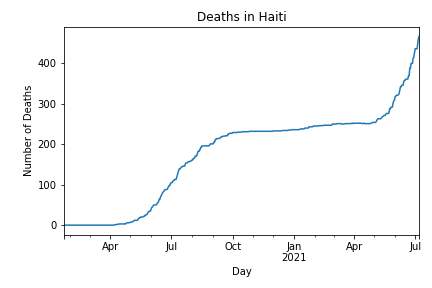 Deaths in Haiti
Number of Deaths
400
300
200
100
0
Apr
Jul
Oct
Jan
2021
Apr
Jul
Day